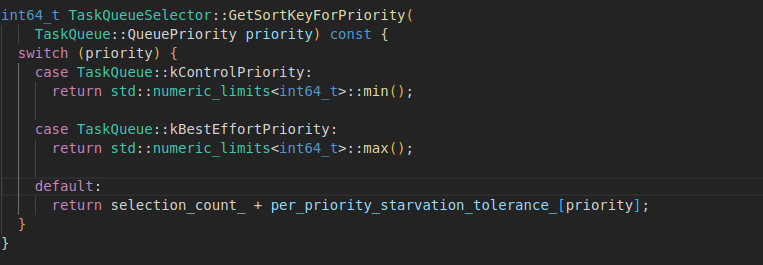 int64_t TaskQueueSelector::GetSortKeyForPriority(
    TaskQueue::QueuePriority priority) const {
  switch (priority) {
    case TaskQueue::kControlPriority:
      return std::numeric_limits<int64_t>::min();

    case TaskQueue::kBestEffortPriority:
      return std::numeric_limits<int64_t>::max();

    default:
      return selection_count_ + per_priority_starvation_tolerance_[priority];
  }
}